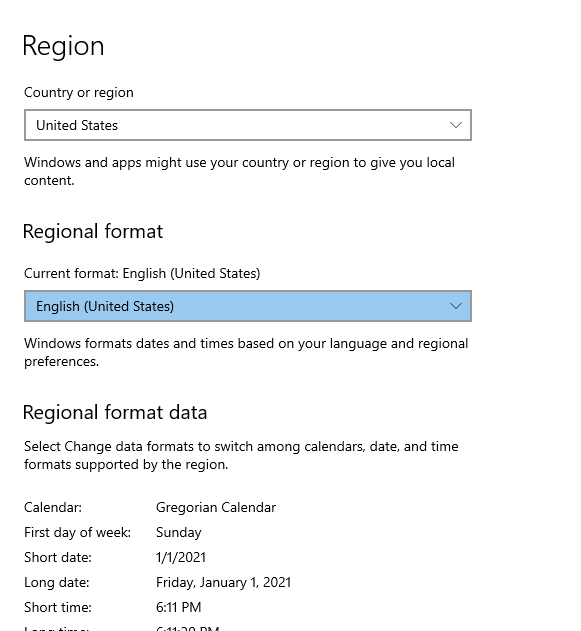 Region
Country or region
United States
Windows and apps might use your country or region to give you local
content.
Regional format
Current format: English (United States)
English (United States)
Windows formats dates and times based on your language and regional
preferences.
Regional format data
Select Change data formats to switch among calendars, date, and time
formats supported by the region.
Calendar: Gregorian Calendar
First day of week: Sunday
Short date: 1/1/2021
Long date: Friday, January 1, 2021
Short time: 6:11 PM
Long time: